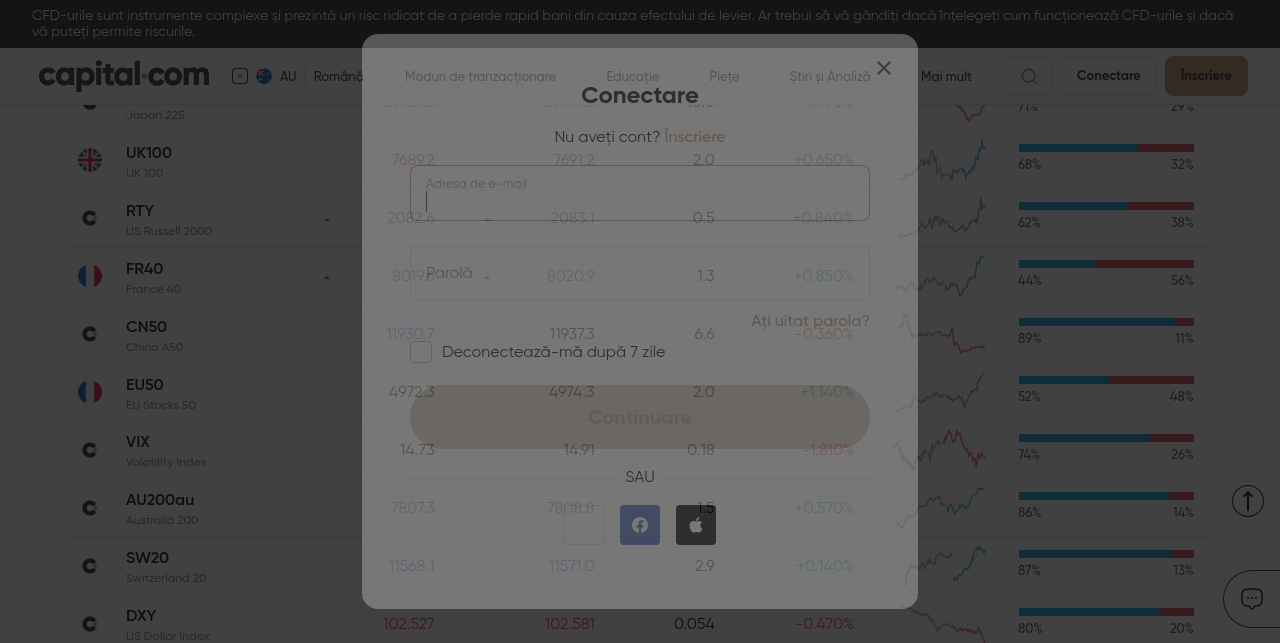 CFD-urile sunt instrumente complexe și prezintă un risc ridicat de a pierde rapid bani din cauza efectului de levier. Ar trebui să vă gândiți dacă înțelegeți cum funcționează CFD-urile și dacă
vă puteți permite riscurile.
capital.com AU Română Moduri de tranzacționare Educație Piețe Știri și Analiză Mai mult Conectare Înscriere
Conectare
Nu aveți cont? Înscriere
Adresa de e-mail
Parolă
Ați uitat parola?
Deconectează-mă după 7 zile
Continuare
SAU
Japan 225 71% 29%
UK100 7689.2 7691.2 2.0 +0.650%
UK 100 68% 32%
RTY 2082.6 2083.1 0.5 +0.840%
US Russell 2000 62% 38%
FR40 8020.9 1.3 +0.850%
France 40 44% 56%
CN50 11930.7 11937.3 6.6 -0.360%
China A50 89% 11%
EU50 4972.3 4974.3 2.0 +1.140%
EU Stocks 50 52% 48%
VIX 14.73 14.91 0.18 -1.810%
Volatility Index 74% 26%
AU200au 7807.3 7808.8 1.5 +0.570%
Australia 200 86% 14%
SW20 11568.1 11571.0 2.9 +0.140%
Switzerland 20 87% 13%
DXY 102.527 102.581 0.054 -0.470%
US Dollar Index 80% 20%